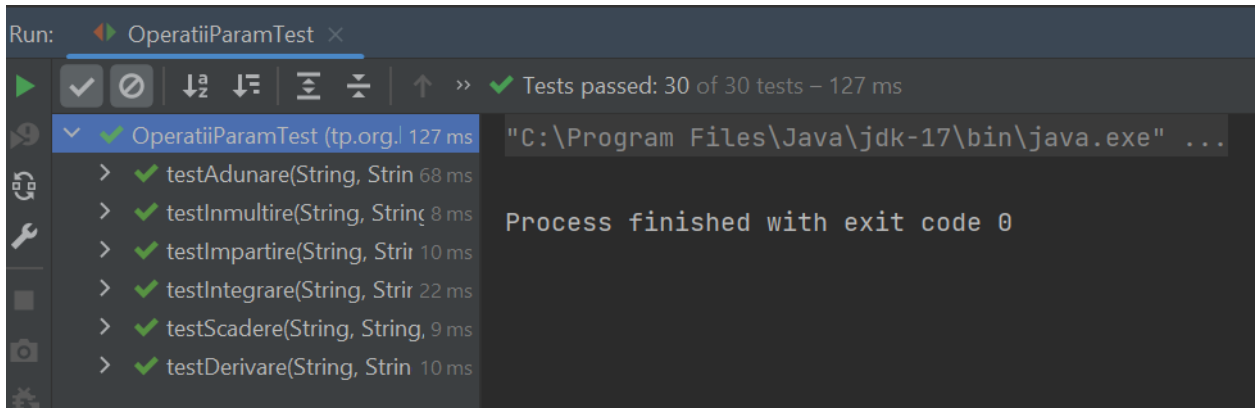 Run: OperatiiParamTest
Tests passed: 30 of 30 tests – 127 ms
OperatiiParamTest (tp.org. 127 ms
testAdunare(String, Strin 68 ms
testInmultire(String, String 8 ms
testImpartire(String, Strir 10 ms
testIntegrare(String, Strir 22 ms
testScadere(String, String, 9 ms
testDerivare(String, Strin 10 ms
"C:\Program Files\Java\jdk-17\bin\java.exe" ...
Process finished with exit code 0